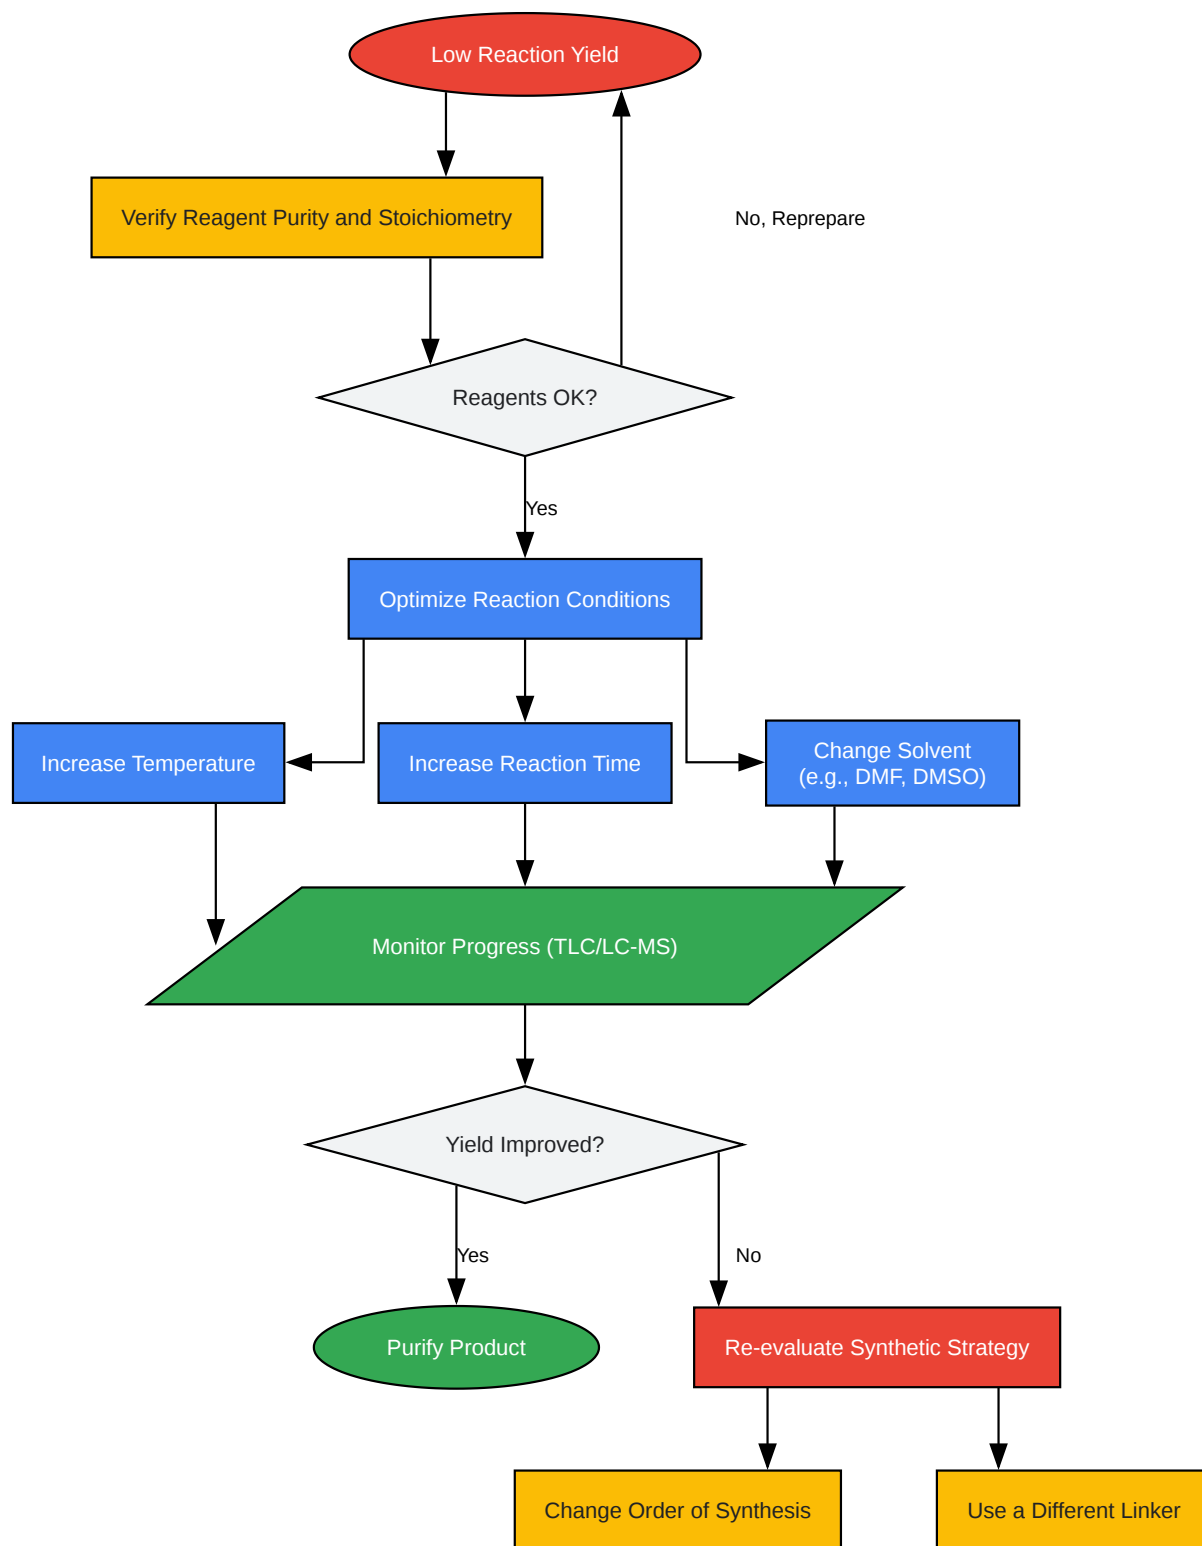 Low Reaction Yield
Verify Reagent Purity and Stoichiometry
No, Reprepare
Reagents OK?
Yes
Optimize Reaction Conditions
Increase Temperature
Increase Reaction Time
Change Solvent
(e.g., DMF, DMSO)
Monitor Progress (TLC/LC-MS)
Yield Improved?
Yes
No
Purify Product
Re-evaluate Synthetic Strategy
Change Order of Synthesis
Use a Different Linker